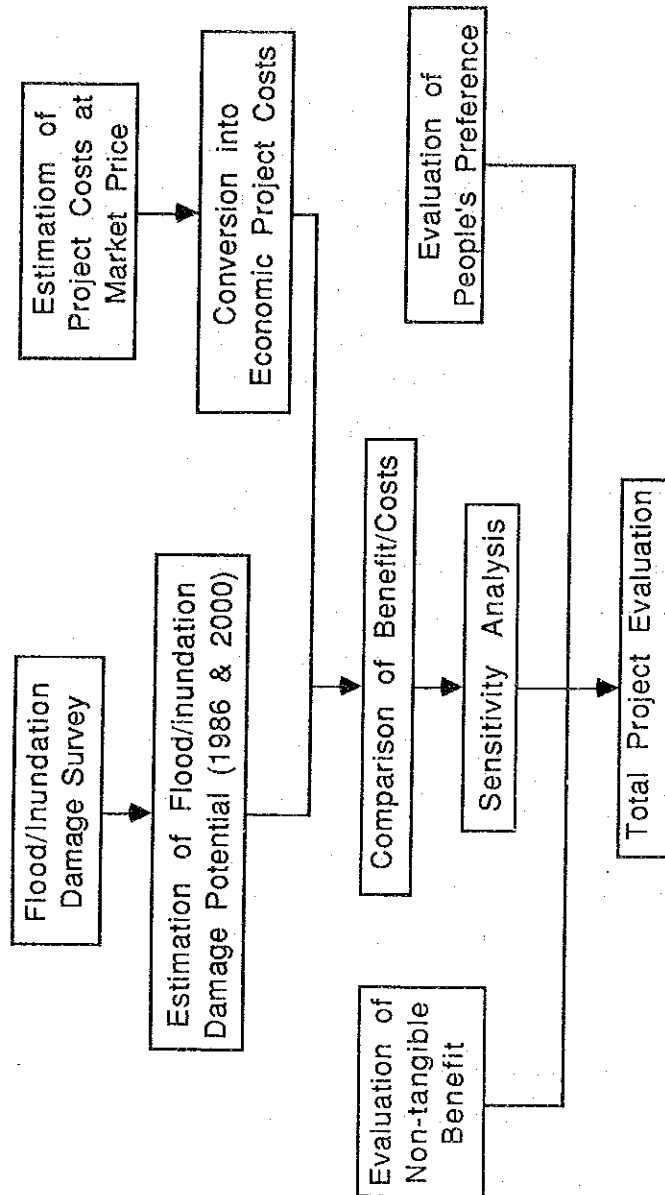 Flood/Inundation
Damage Survey
Estimatiom of
Project Costs at
Market Price
Estimation of Flood/inundation
Damage Potential (1986 & 2000)
Conversion into
Economic Project Costs
Comparison of Benefit/Costs
Evaluation of
Non-tangible
Benefit
Sensitivity Analysis
Evaluation of
People's Preference
Total Project Evaluation